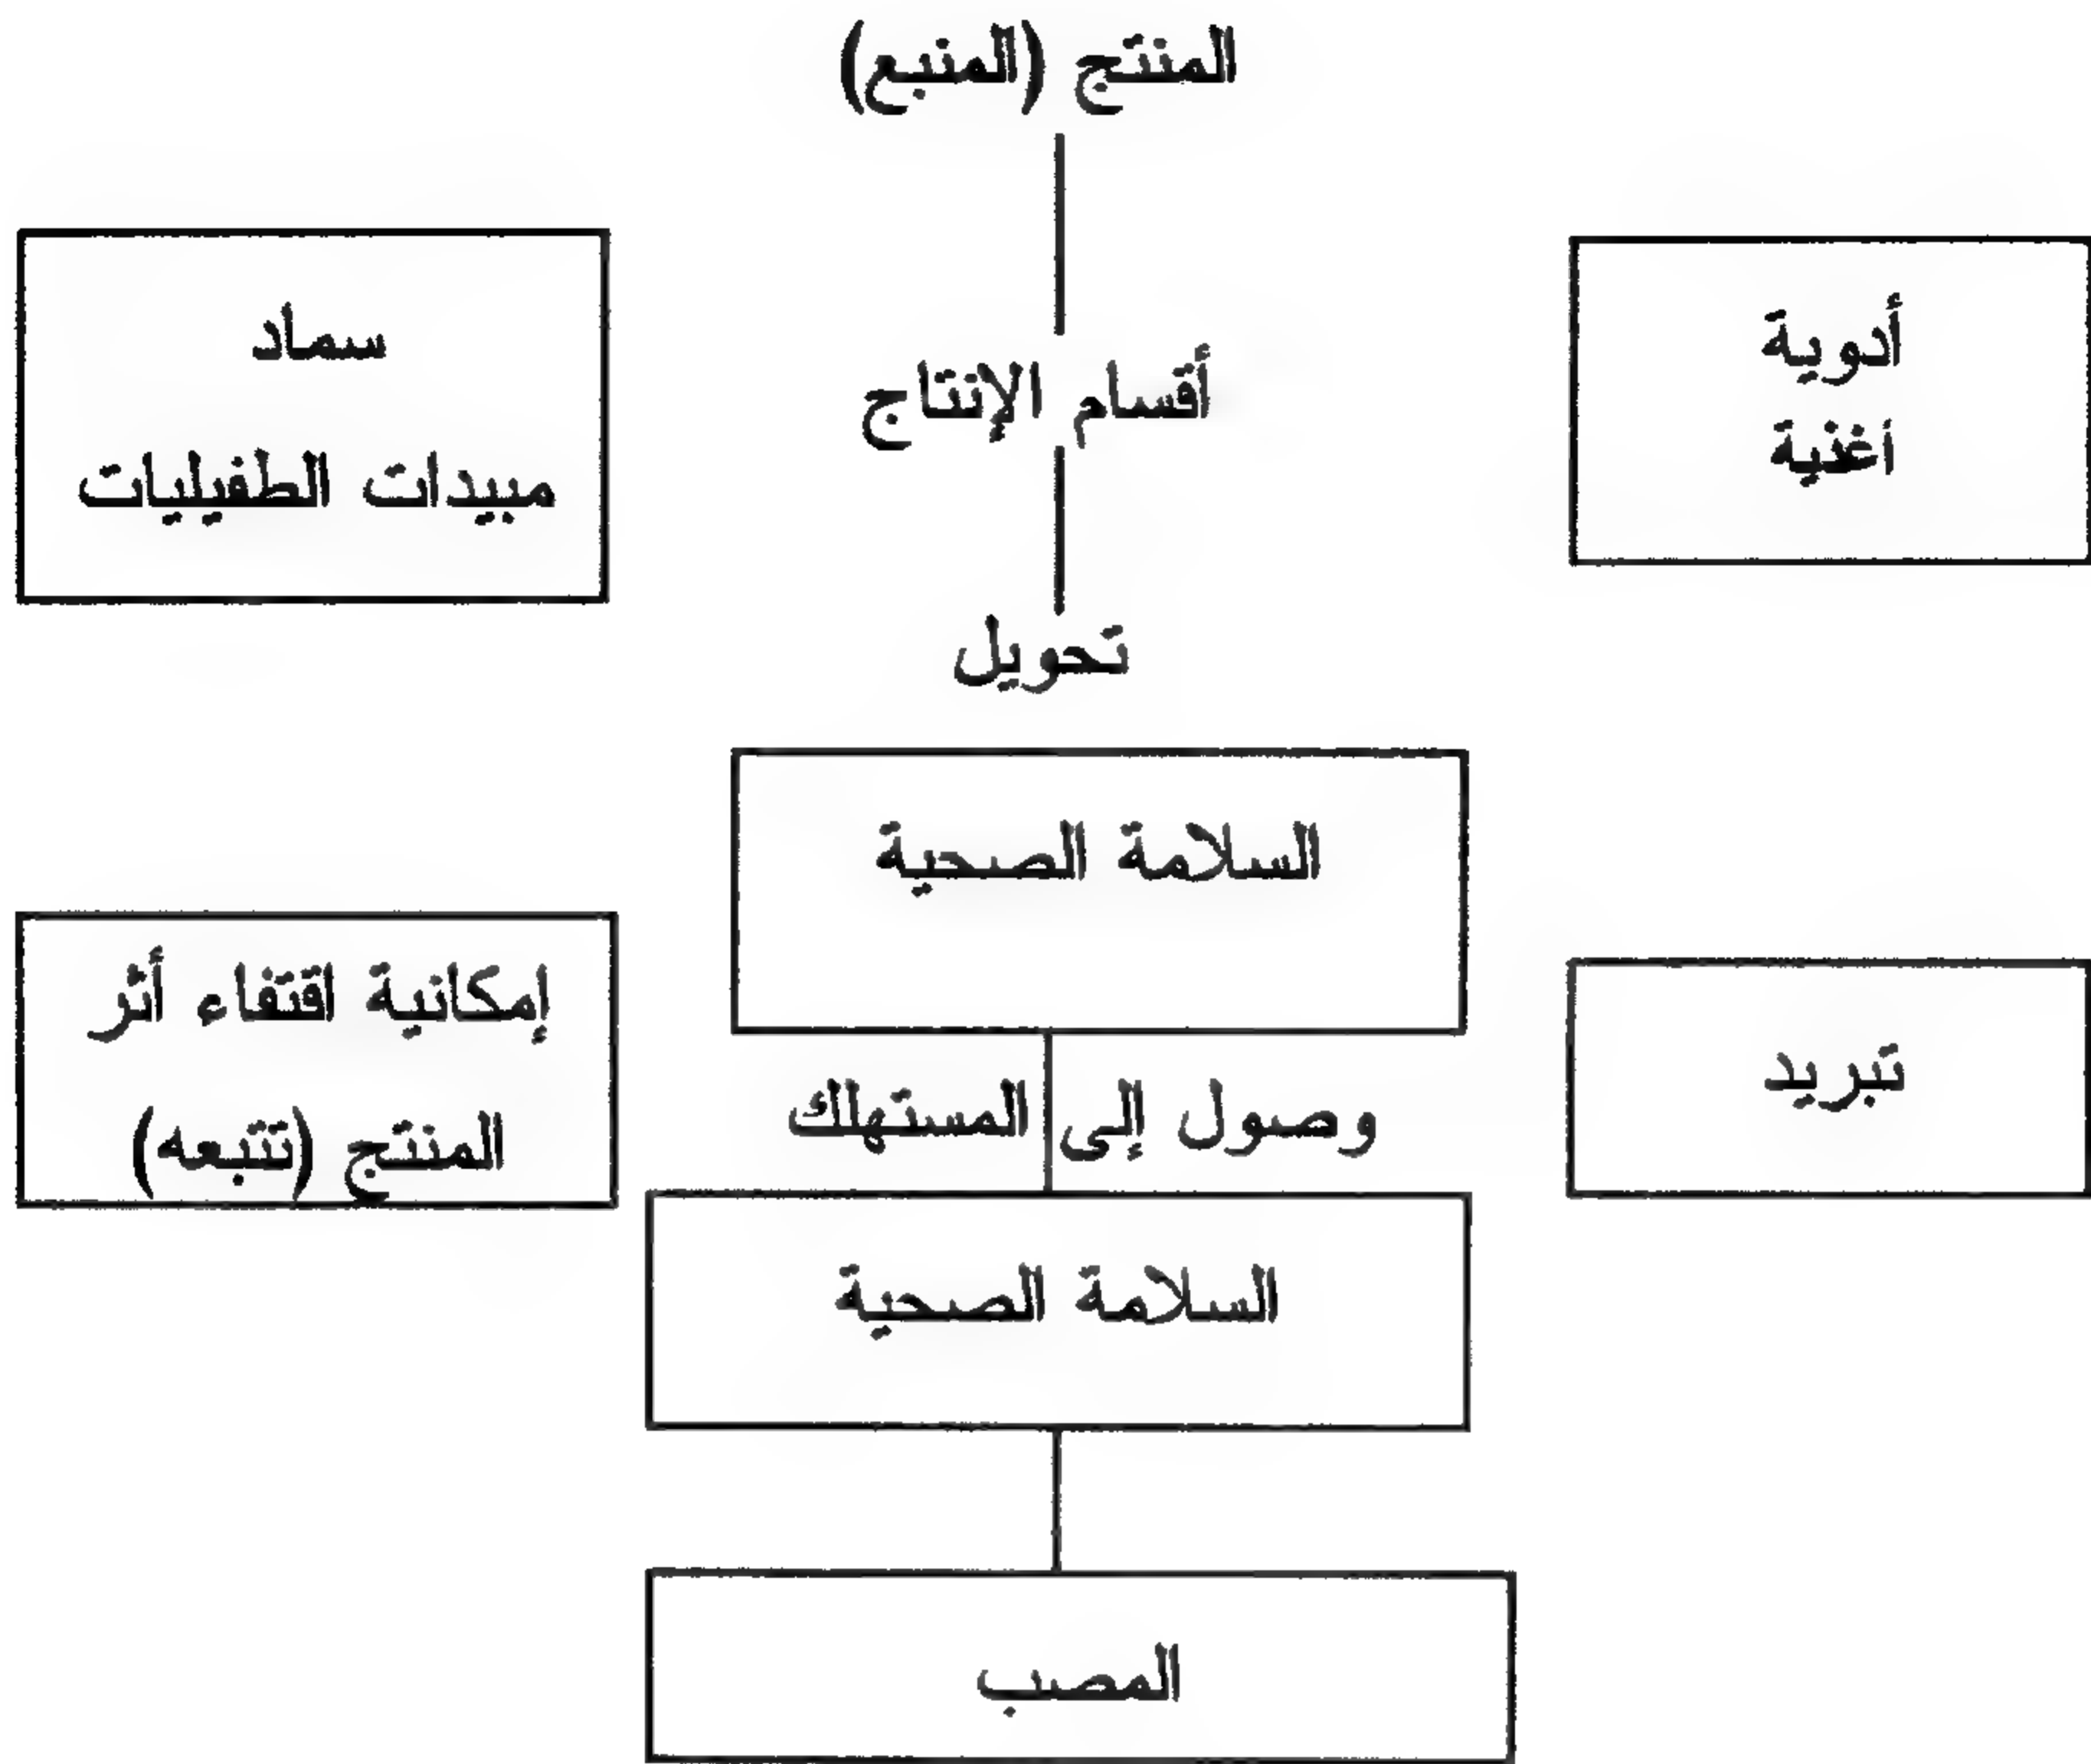 المنتج (المنبع)
أدوية
أغذية
سماد
مبيدات الطفيليات
أقسام الإنتاج
تحويل
السلامة الصحية
إمكانية اقتفاء أثر
المنتج (تتبعه)
تبريد
وصول إلى المستهلك
السلامة الصحية
المصب